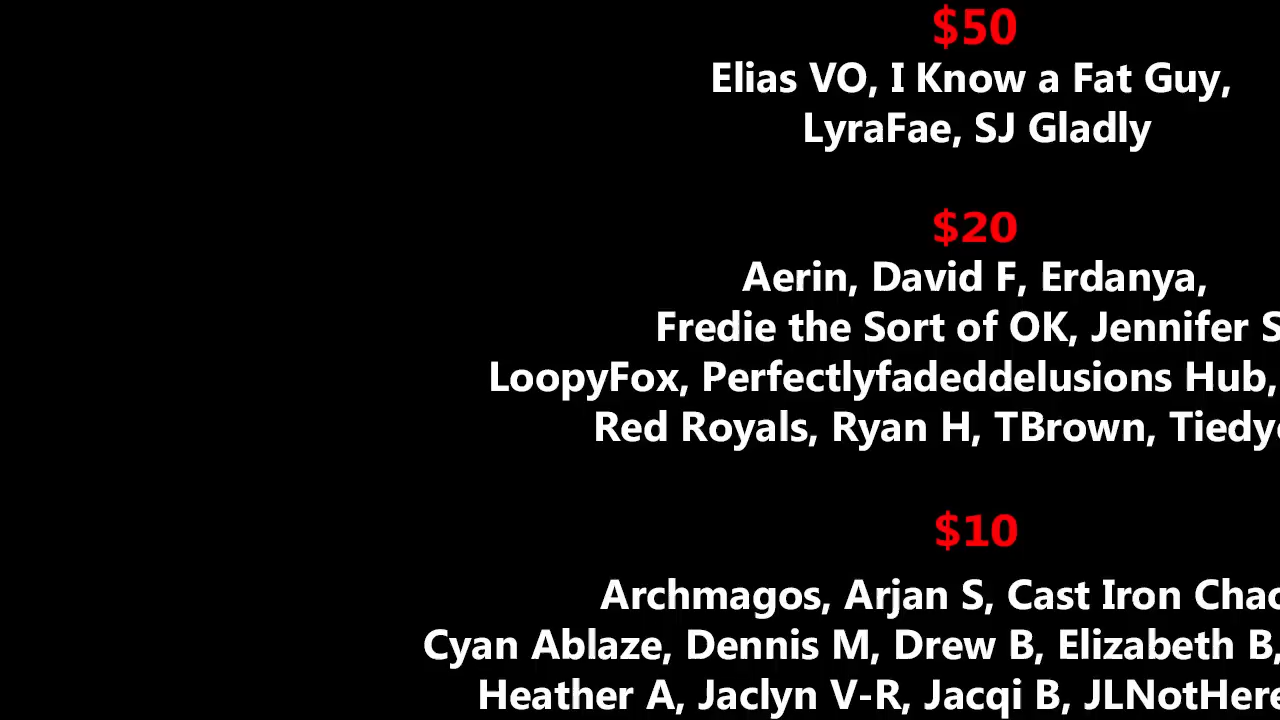 $50
Elias VO, I Know a Fat Guy,
LyraFae, SJ Gladly
$20
Aerin, David F, Erdanya,
Fredie the Sort of OK, Jennifer S
LoopyFox, Perfectlyfadeddelusions Hub,
Red Royals, Ryan H, TBrown,
$10
Archmagos, Arjan S, Cast Iron
Cyan Ablaze, Dennis M, Drew B, Elizabeth B,
Heather A, Jaclyn V-R, Jacqi B, JLNotHere